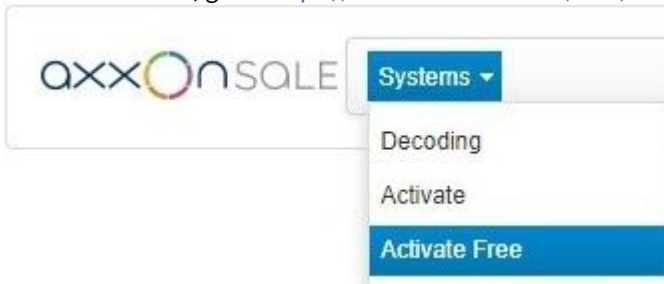 axxonsale
Systems
Decoding
Activate
Activate Free